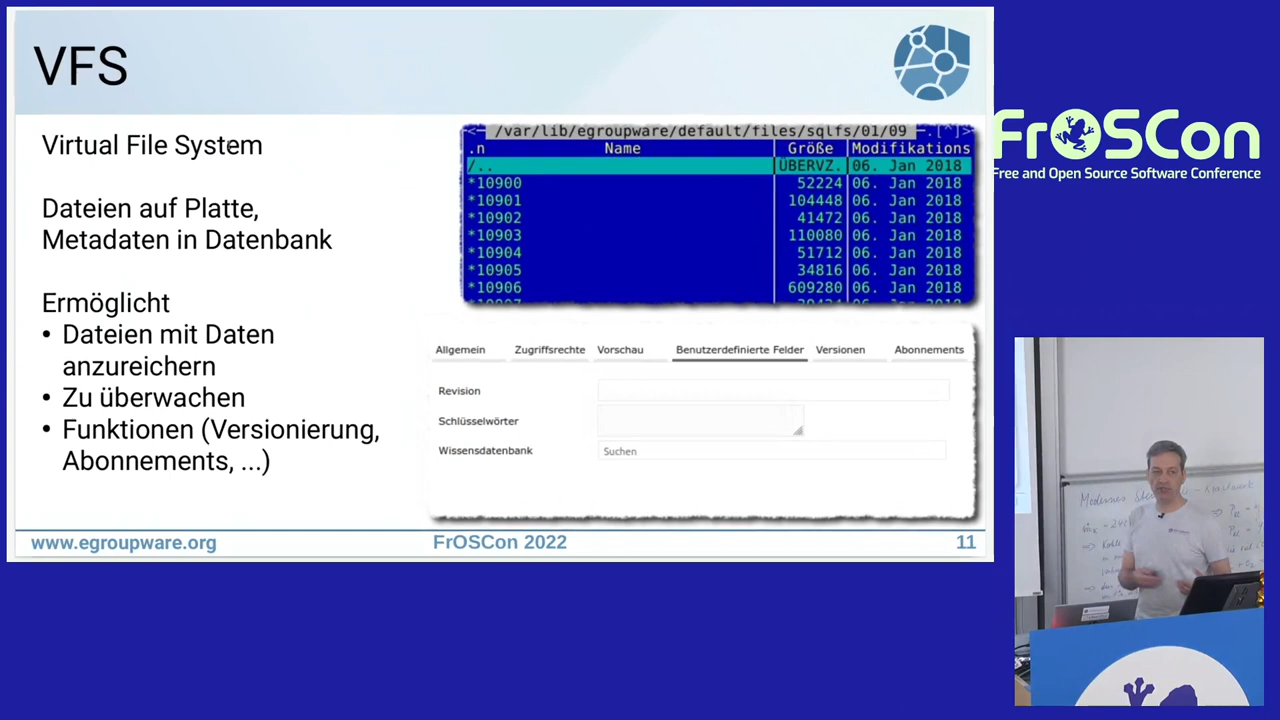 VFS
Virtual File System
Dateien auf Platte,
Metadaten in Datenbank
Ermöglicht
• Dateien mit Daten
anzureichern
• Zu überwachen
• Funktionen (Versionierung,
Abonnements, ...)
<─ /var/lib/egroupware/default/files/sqlfs/01/09 ─.[^]>
.n Name Größe Modifikations
/.. ÜBERVZ. 06. Jan 2018
*10900 52224 06. Jan 2018
*10901 104448 06. Jan 2018
*10902 41472 06. Jan 2018
*10903 110080 06. Jan 2018
*10904 51712 06. Jan 2018
*10905 34816 06. Jan 2018
*10906 609280 06. Jan 2018
Allgemein Zugriffsrechte Vorschau Benutzerdefinierte Felder Versionen Abonnements
Revision
Schlüsselwörter
Wissensdatenbank Suchen
www.egroupware.org FrOSCon 2022 11
FrOSCon
Free and Open Source Software Conference
Modernes